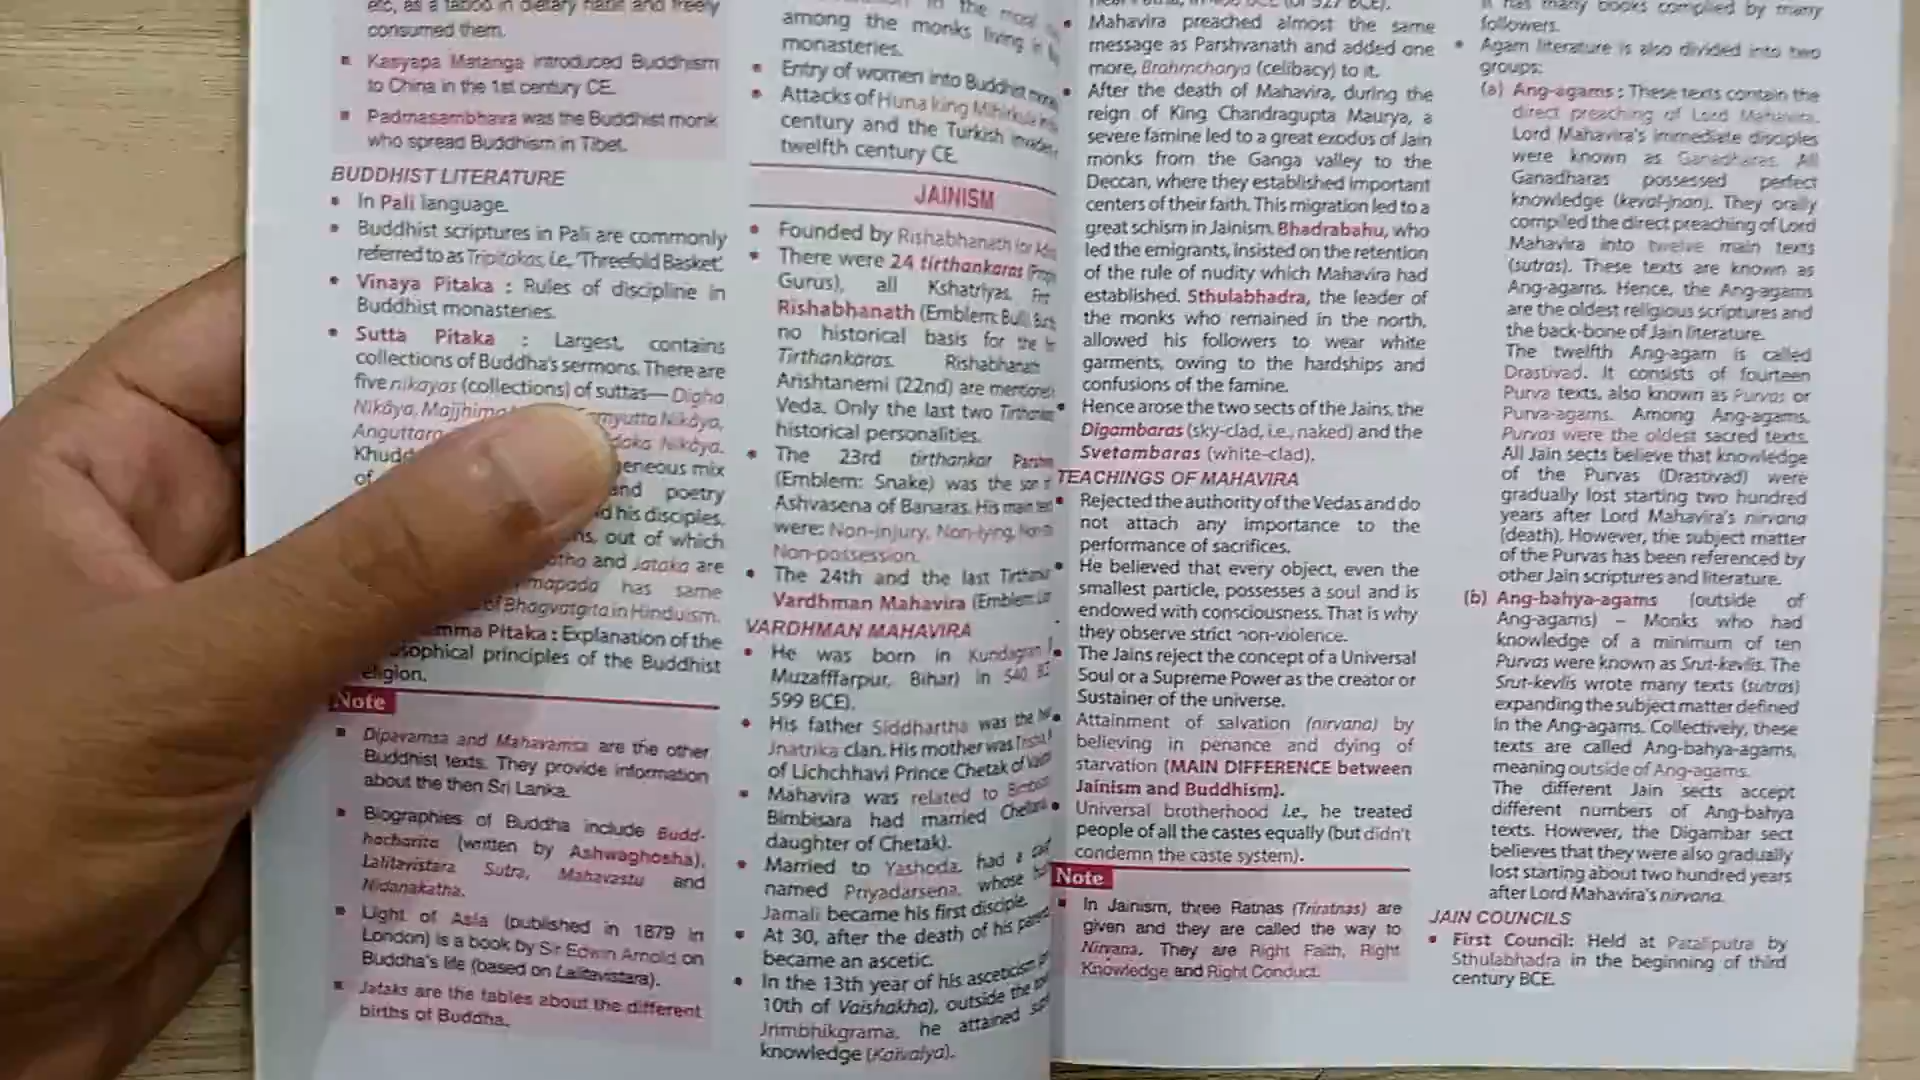 etc, as a taboo in dietary habit and freely
consumed them.
Kasyapa Matanga introduced Buddhism
to China in the 1st century CE.
Padmasambhava was the Buddhist monk
who spread Buddhism in Tibet.
BUDDHIST LITERATURE
In Pali language.
Buddhist scriptures in Pali are commonly
referred to as Tripitakas, i.e., 'Threefold Basket'.
Vinaya Pitaka : Rules of discipline in
Buddhist monasteries.
Sutta Pitaka : Largest, contains
collections of Buddha's sermons. There are
five nikayas (collections) of suttas— Digha
Nikâya, Majjhima Nikâya,
Anguttara Nikâya.
of geneous mix
and poetry
his disciples,
out of which
and Jataka are
has same
of Bhagvatgita in Hinduism.
Pitaka : Explanation of the
principles of the Buddhist
religion.
Note
Dipavamsa and Mahavamsa are the other
Buddhist texts. They provide information
about the then Sri Lanka.
Biographies of Buddha include Budd-
hacharita (written by Ashwaghosha),
Lalitavistara Sutra, Mahavastu and
Nidanakatha.
Light of Asia (published in 1879 in
London) is a book by Sir Edwin Arnold on
Buddha's life (based on Lalitavistara).
Jataks are the tables about the different
births of Buddha.
in the most
among the monks living in
monasteries.
Entry of women into Buddhist
Attacks of Huna king Mihirkula
century and the Turkish
twelfth century CE.
JAINISM
Founded by Rishabhanath
There were 24 tirthankaras
Gurus), all Kshatriyas.
Rishabhanath (Emblem: Bull).
no historical basis for the
Tirthankaras. Rishabhanath
Arishtanemi (22nd) are
Veda. Only the last two
historical personalities.
The 23rd tirthankar
(Emblem: Snake) was the son
Ashvasena of Banaras. His main
were: Non-injury, Non-lying,
Non-possession.
The 24th and the last
Vardhman Mahavira (Emblem:
VARDHMAN MAHAVIRA
He was born in Kundagram
Muzafffarpur, Bihar) in 540
599 BCE).
His father Siddhartha was the
Jnatrika clan. His mother was
of Lichchhavi Prince Chetak of
Mahavira was related to
Bimbisara had married
daughter of Chetak).
Married to Yashoda, had a
named Priyadarsena, whose
Jamali became his first disciple.
At 30, after the death of his
became an ascetic.
In the 13th year of his asceticism
10th of Vaishakha), outside the
Jrimbhikgrama, he attained
knowledge (Kaivalya).
Mahavira preached almost the same
message as Parshvanath and added one
more, Brahmcharya (celibacy) to it.
After the death of Mahavira, during the
reign of King Chandragupta Maurya, a
severe famine led to a great exodus of Jain
monks from the Ganga valley to the
Deccan, where they established important
centers of their faith. This migration led to a
great schism in Jainism. Bhadrabahu, who
led the emigrants, insisted on the retention
of the rule of nudity which Mahavira had
established. Sthulabhadra, the leader of
the monks who remained in the north,
allowed his followers to wear white
garments, owing to the hardships and
confusions of the famine.
Hence arose the two sects of the Jains, the
Digambaras (sky-clad, i.e., naked) and the
Svetambaras (white-clad).
TEACHINGS OF MAHAVIRA
Rejected the authority of the Vedas and do
not attach any importance to the
performance of sacrifices.
He believed that every object, even the
smallest particle, possesses a soul and is
endowed with consciousness. That is why
they observe strict non-violence.
The Jains reject the concept of a Universal
Soul or a Supreme Power as the creator or
Sustainer of the universe.
Attainment of salvation (nirvana) by
believing in penance and dying of
starvation (MAIN DIFFERENCE between
Jainism and Buddhism).
Universal brotherhood i.e., he treated
people of all the castes equally (but didn't
condemn the caste system).
Note
In Jainism, three Ratnas (Triratnas) are
given and they are called the way to
Nirvana. They are Right Faith, Right
Knowledge and Right Conduct.
It has many books compiled by many
followers.
Agam literature is also divided into two
groups:
(a) Ang-agams : These texts contain the
direct preaching of Lord Mahavira.
Lord Mahavira's immediate disciples
were known as Ganadharas. All
Ganadharas possessed perfect
knowledge (keval-jnan). They orally
compiled the direct preaching of Lord
Mahavira into twelve main texts
(sutras). These texts are known as
Ang-agams. Hence, the Ang-agams
are the oldest religious scriptures and
the back-bone of Jain literature.
The twelfth Ang-agam is called
Drastivad. It consists of fourteen
Purva texts, also known as Purvas or
Purva-agams. Among Ang-agams,
Purvas were the oldest sacred texts.
All Jain sects believe that knowledge
of the Purvas (Drastivad) were
gradually lost starting two hundred
years after Lord Mahavira's nirvana
(death). However, the subject matter
of the Purvas has been referenced by
other Jain scriptures and literature.
(b) Ang-bahya-agams (outside of
Ang-agams) – Monks who had
knowledge of a minimum of ten
Purvas were known as Srut-kevlis. The
Srut-kevlis wrote many texts (sutras)
expanding the subject matter defined
in the Ang-agams. Collectively, these
texts are called Ang-bahya-agams,
meaning outside of Ang-agams.
The different Jain sects accept
different numbers of Ang-bahya
texts. However, the Digambar sect
believes that they were also gradually
lost starting about two hundred years
after Lord Mahavira's nirvana.
JAIN COUNCILS
First Council: Held at Pataliputra by
Sthulabhadra in the beginning of third
century BCE.